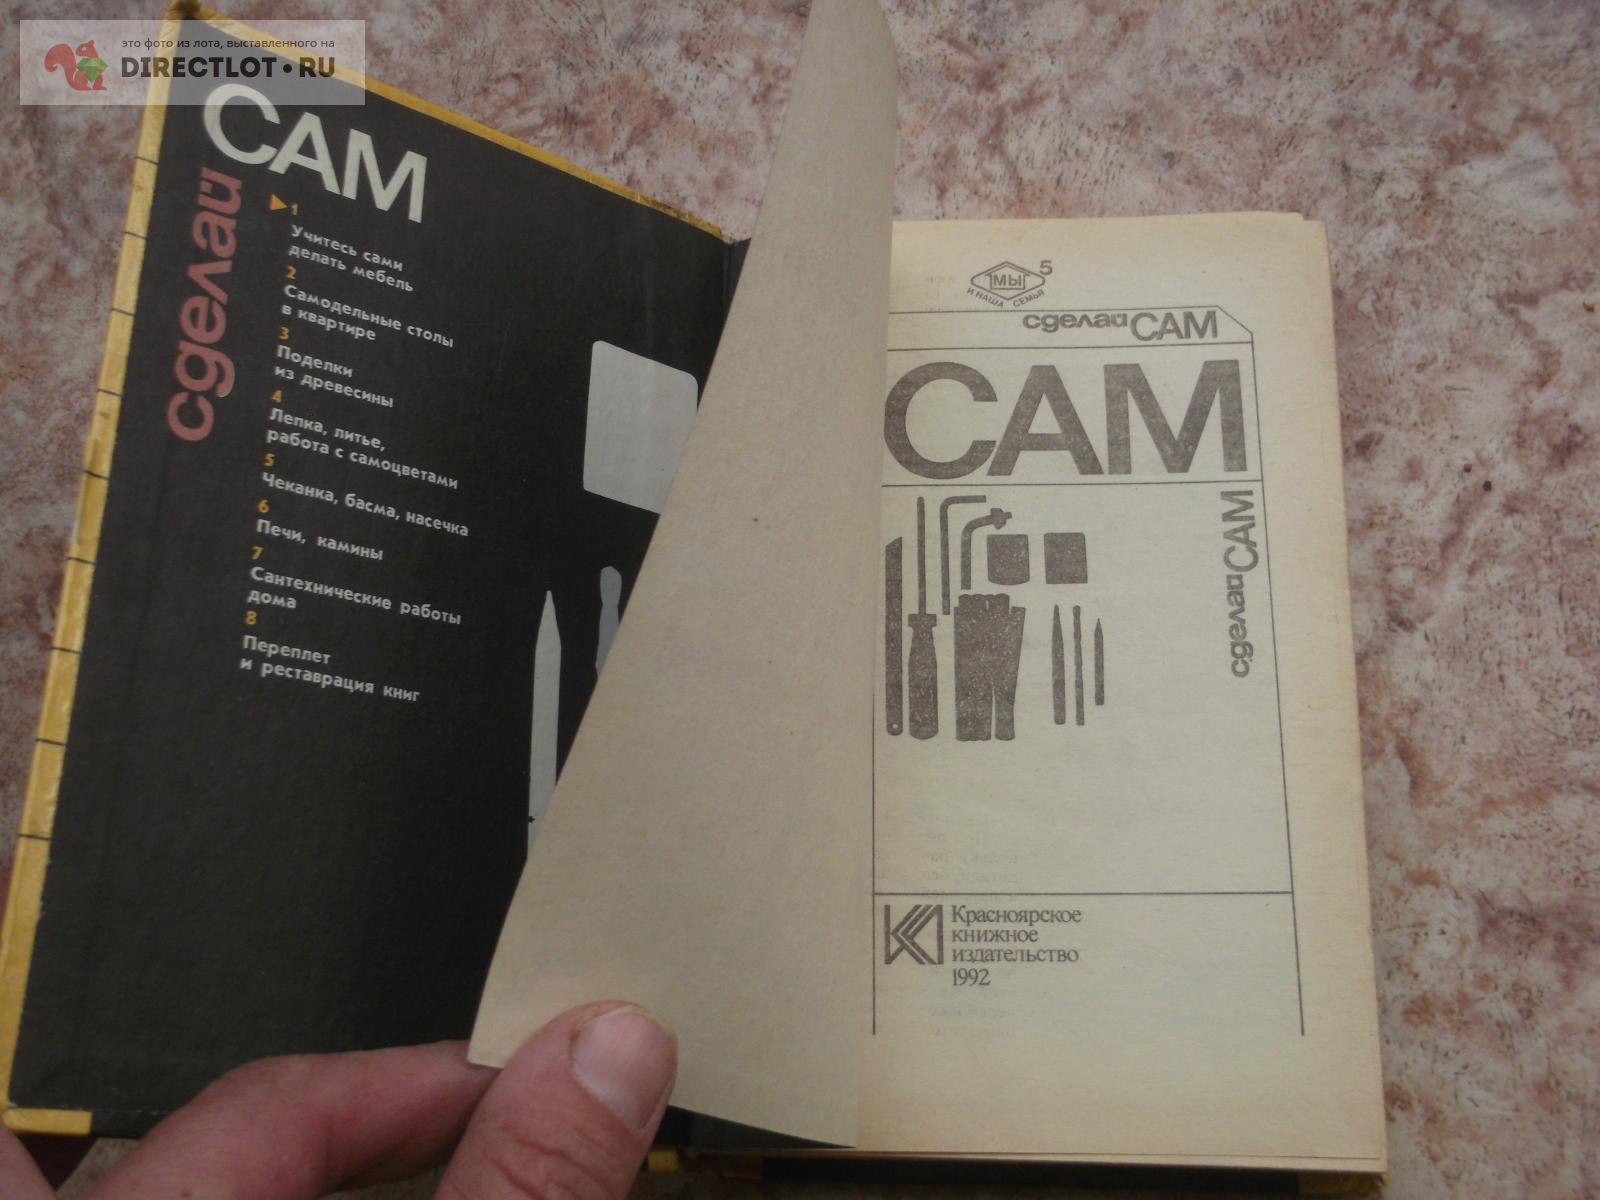 это фото из лота, выставленного на
DIRECTLOT • RU
САМ
сделай
1
Учитесь сами
делать мебель
2
Самодельные столы
в квартире
3
Поделки
из древесины
4
Лепка, литье,
работа с самоцветами
5
Чеканка, басма, насечка
6
Печи, камины
7
Сантехнические работы
дома
8
Переплет
и реставрация книг
МЫ
5
И НАША СЕМЬЯ
сделай САМ
САМ
сделай САМ
Красноярское
книжное
издательство
1992